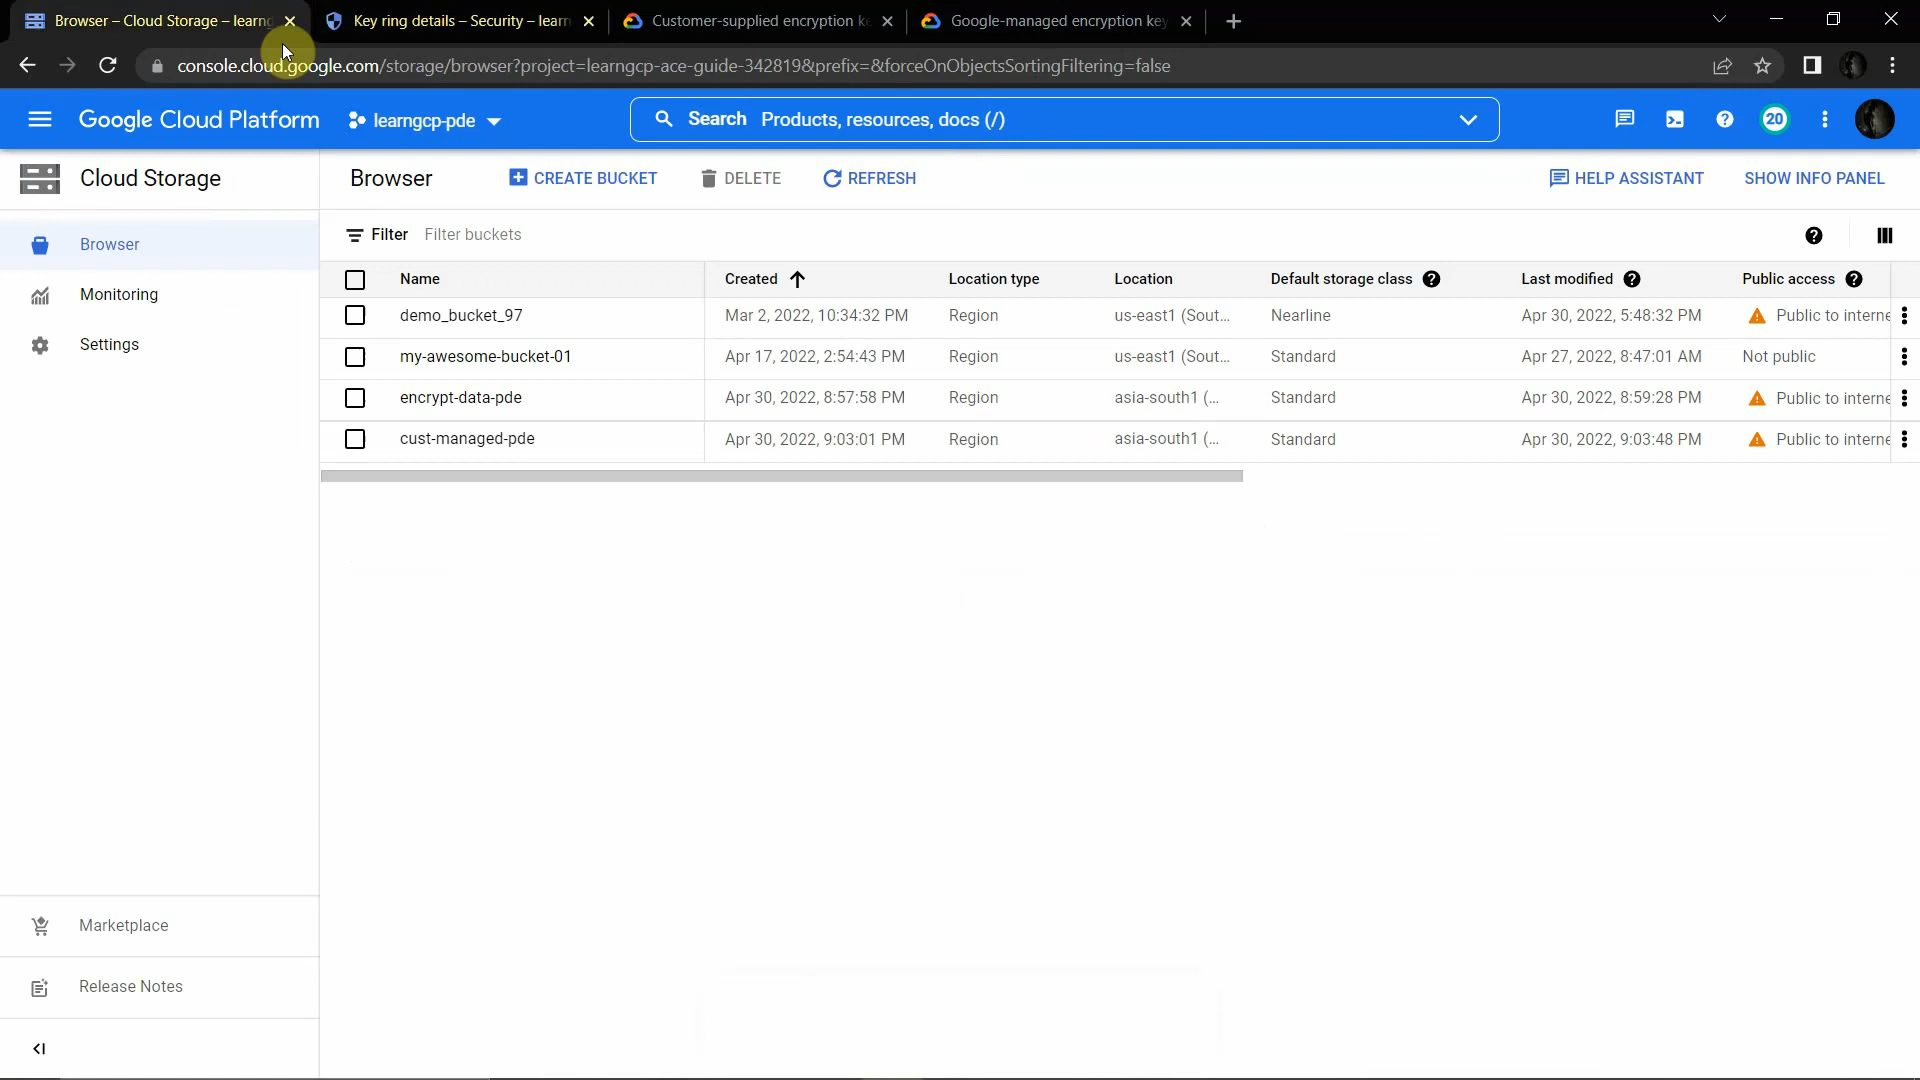 Browser – Cloud Storage – learng
Key ring details – Security – learn
Customer-supplied encryption k
Google-managed encryption key
console.cloud.google.com/storage/browser?project=learngcp-ace-guide-342819&prefix=&forceOnObjectsSortingFiltering=false
Google Cloud Platform
learngcp-pde
Search Products, resources, docs (/)
20
Cloud Storage
Browser
CREATE BUCKET
DELETE
REFRESH
HELP ASSISTANT
SHOW INFO PANEL
Browser
Monitoring
Settings
Filter Filter buckets
Name Created Location type Location Default storage class Last modified Public access
demo_bucket_97 Mar 2, 2022, 10:34:32 PM Region us-east1 (Sout... Nearline Apr 30, 2022, 5:48:32 PM Public to interne
my-awesome-bucket-01 Apr 17, 2022, 2:54:43 PM Region us-east1 (Sout... Standard Apr 27, 2022, 8:47:01 AM Not public
encrypt-data-pde Apr 30, 2022, 8:57:58 PM Region asia-south1 (... Standard Apr 30, 2022, 8:59:28 PM Public to interne
cust-managed-pde Apr 30, 2022, 9:03:01 PM Region asia-south1 (... Standard Apr 30, 2022, 9:03:48 PM Public to interne
Marketplace
Release Notes